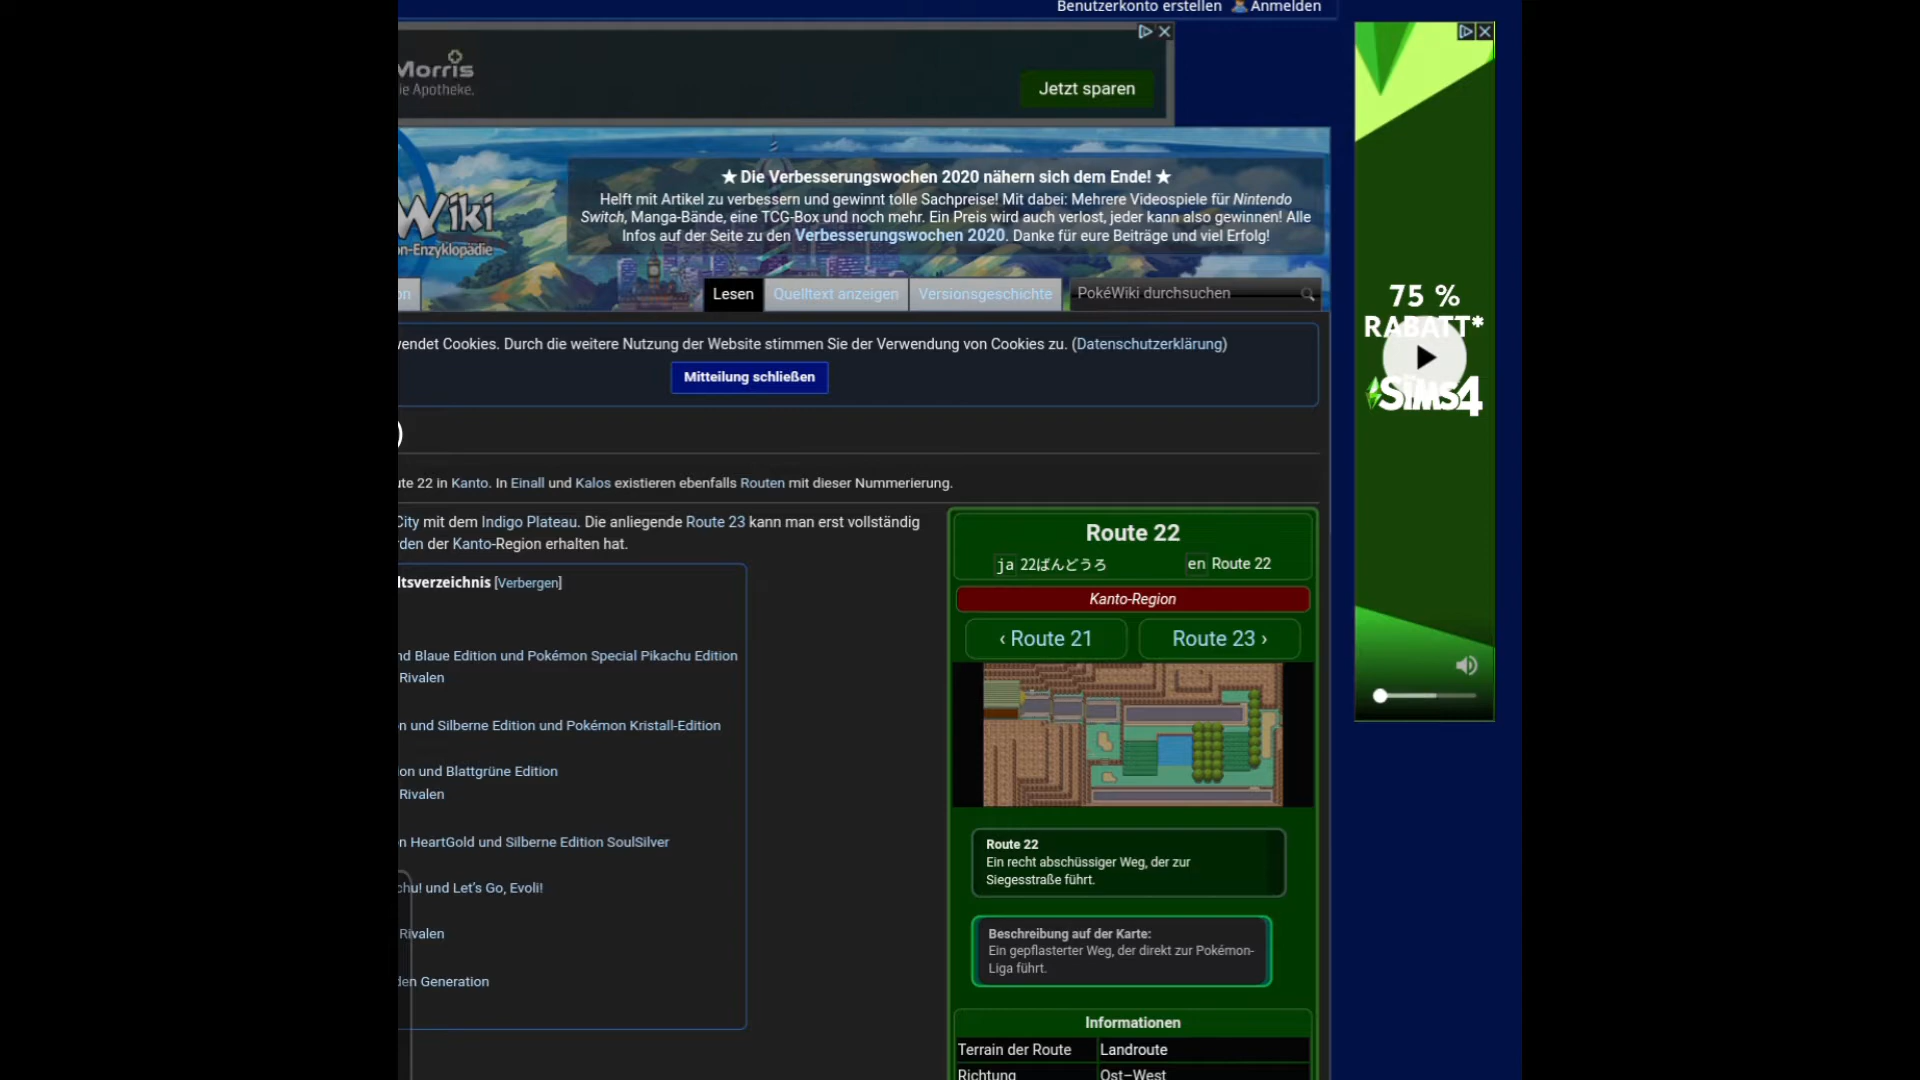 Benutzerkonto erstellen Anmelden
Morris
ie Apotheke.
Jetzt sparen
Wiki
n-Enzyklopädie
★ Die Verbesserungswochen 2020 nähern sich dem Ende! ★
Helft mit Artikel zu verbessern und gewinnt tolle Sachpreise! Mit dabei: Mehrere Videospiele für Nintendo
Switch, Manga-Bände, eine TCG-Box und noch mehr. Ein Preis wird auch verlost, jeder kann also gewinnen! Alle
Infos auf der Seite zu den Verbesserungswochen 2020. Danke für eure Beiträge und viel Erfolg!
on
Lesen
Quelltext anzeigen
Versionsgeschichte
PokéWiki durchsuchen
wendet Cookies. Durch die weitere Nutzung der Website stimmen Sie der Verwendung von Cookies zu. (Datenschutzerklärung)
Mitteilung schließen
)
ute 22 in Kanto. In Einall und Kalos existieren ebenfalls Routen mit dieser Nummerierung.
City mit dem Indigo Plateau. Die anliegende Route 23 kann man erst vollständig
rden der Kanto-Region erhalten hat.
ltsverzeichnis [Verbergen]
nd Blaue Edition und Pokémon Special Pikachu Edition
Rivalen
n und Silberne Edition und Pokémon Kristall-Edition
on und Blattgrüne Edition
Rivalen
n HeartGold und Silberne Edition SoulSilver
chu! und Let's Go, Evoli!
Rivalen
den Generation
Route 22
ja 22ばんどうろ
en Route 22
Kanto-Region
‹ Route 21
Route 23 ›
Route 22
Ein recht abschüssiger Weg, der zur
Siegesstraße führt.
Beschreibung auf der Karte:
Ein gepflasterter Weg, der direkt zur Pokémon-
Liga führt.
Informationen
Terrain der Route Landroute
Richtung Ost–West
75 %
RABATT*
SIMS4